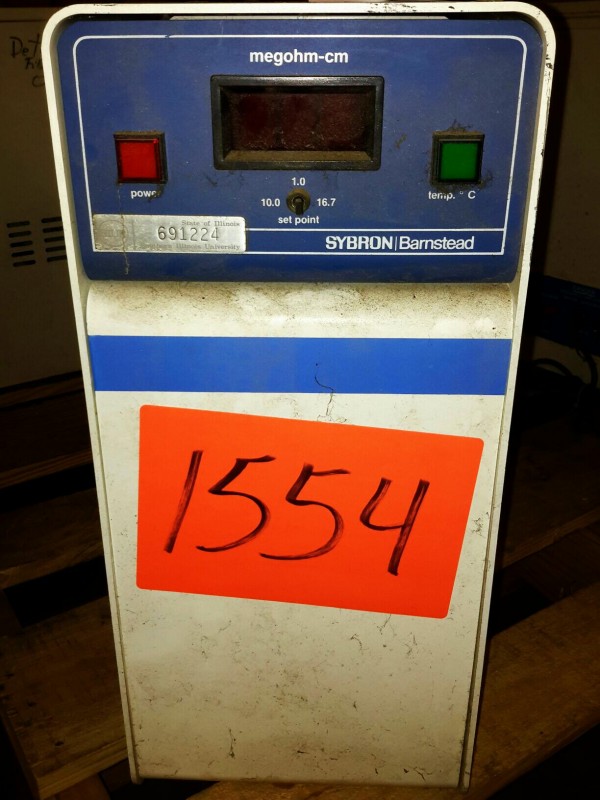 megohm-cm
power
1.0
10.0 16.7
set point
temp. °C
State of Illinois
691224
Illinois University
SYBRON|Barnstead
1554